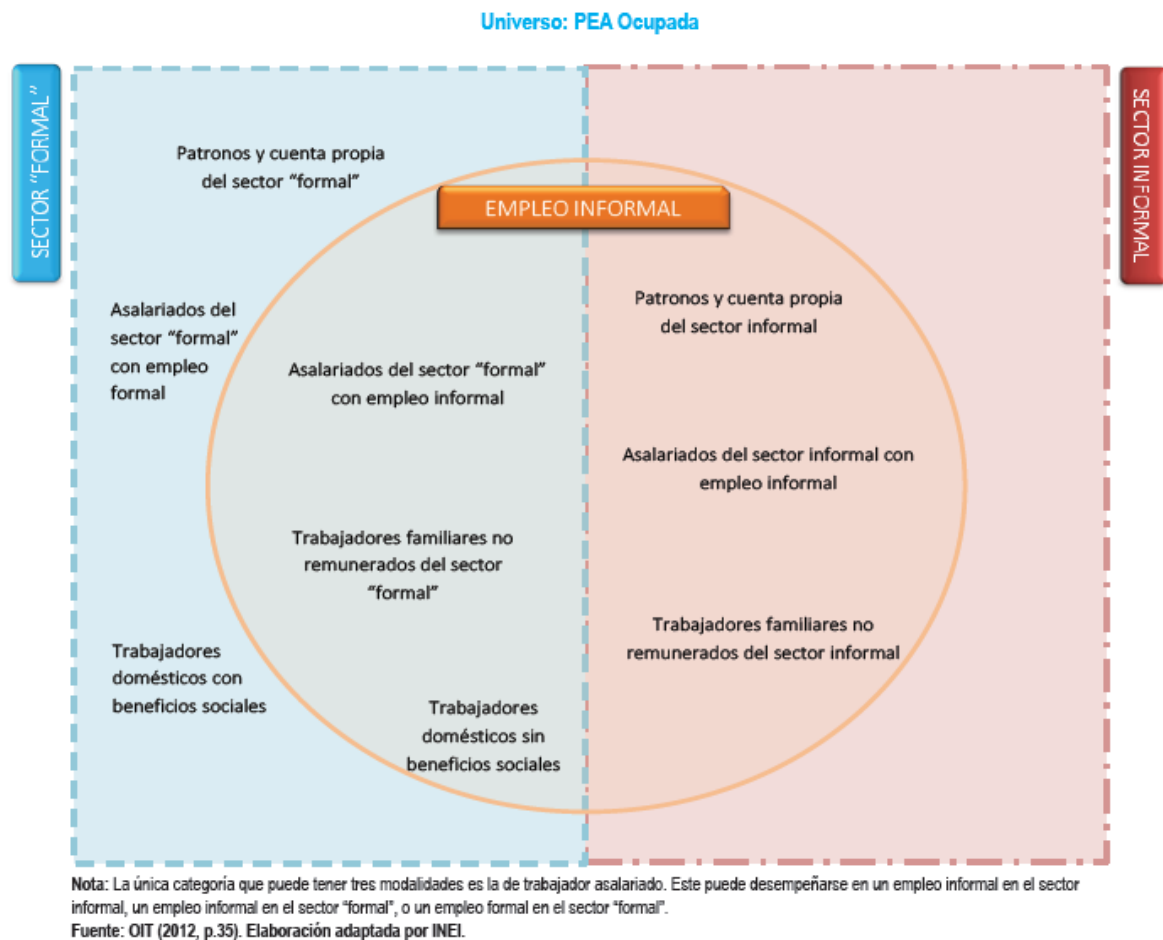 Universo: PEA Ocupada
SECTOR "FORMAL"
SECTOR INFORMAL
Patronos y cuenta propia
del sector "formal"
EMPLEO INFORMAL
Asalariados del
sector "formal"
con empleo
formal
Patronos y cuenta propia
del sector informal
Asalariados del sector "formal"
con empleo informal
Asalariados del sector informal con
empleo informal
Trabajadores familiares no
remunerados del sector
"formal"
Trabajadores familiares no
remunerados del sector informal
Trabajadores
domésticos con
beneficios sociales
Trabajadores
domésticos sin
beneficios sociales
Nota: La única categoría que puede tener tres modalidades es la de trabajador asalariado. Este puede desempeñarse en un empleo informal en el sector
informal, un empleo informal en el sector "formal", o un empleo formal en el sector "formal".
Fuente: OIT (2012, p.35). Elaboración adaptada por INEI.